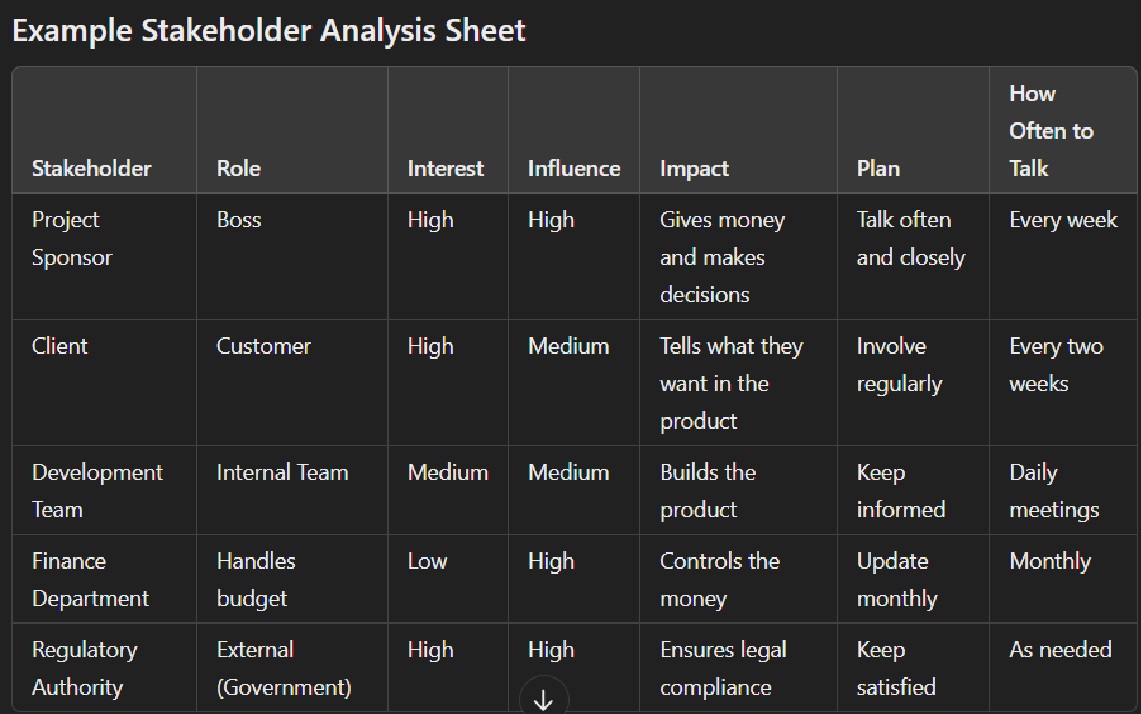 Example Stakeholder Analysis Sheet
Stakeholder Role Interest Influence Impact Plan How Often to Talk
Project Sponsor Boss High High Gives money and makes decisions Talk often and closely Every week
Client Customer High Medium Tells what they want in the product Involve regularly Every two weeks
Development Team Internal Team Medium Medium Builds the product Keep informed Daily meetings
Finance Department Handles budget Low High Controls the money Update monthly Monthly
Regulatory Authority External (Government) High High Ensures legal compliance Keep satisfied As needed